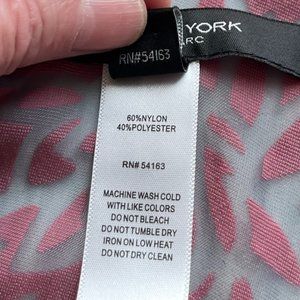 YORK
RC
RN#54163
60%NYLON
40%POLYESTER
RN#54163
MACHINE WASH COLD
WITH LIKE COLORS
DO NOT BLEACH
DO NOT TUMBLE DRY
IRON ON LOW HEAT
DO NOT DRY CLEAN